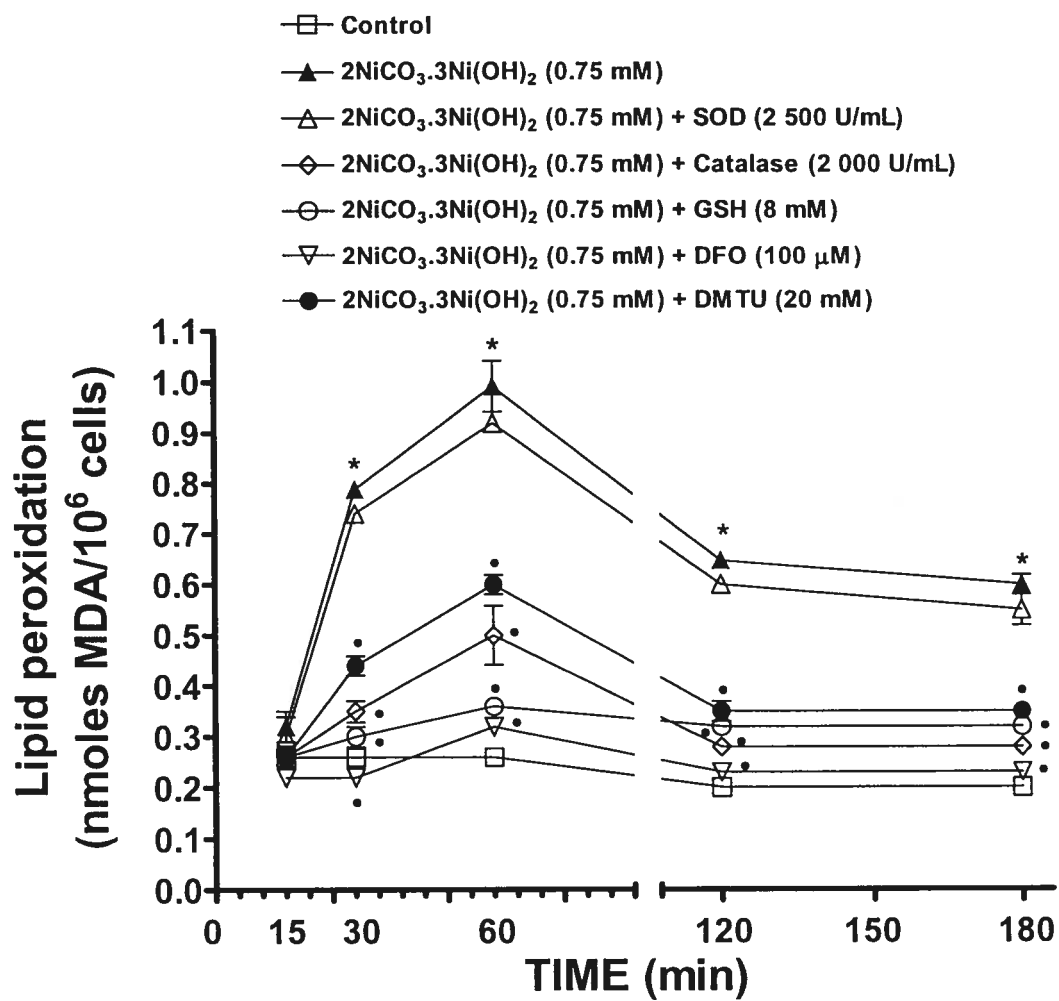 Control
2NiCO₃.3Ni(OH)₂ (0.75 mM)
2NiCO₃.3Ni(OH)₂ (0.75 mM) + SOD (2 500 U/mL)
2NiCO₃.3Ni(OH)₂ (0.75 mM) + Catalase (2 000 U/mL)
2NiCO₃.3Ni(OH)₂ (0.75 mM) + GSH (8 mM)
2NiCO₃.3Ni(OH)₂ (0.75 mM) + DFO (100 μM)
2NiCO₃.3Ni(OH)₂ (0.75 mM) + DMTU (20 mM)
Lipid peroxidation
(nmoles MDA/10⁶ cells)
1.1
1.0
0.9
0.8
0.7
0.6
0.5
0.4
0.3
0.2
0.1
0.0
* * * *
0 15 30 60 120 150 180
TIME (min)